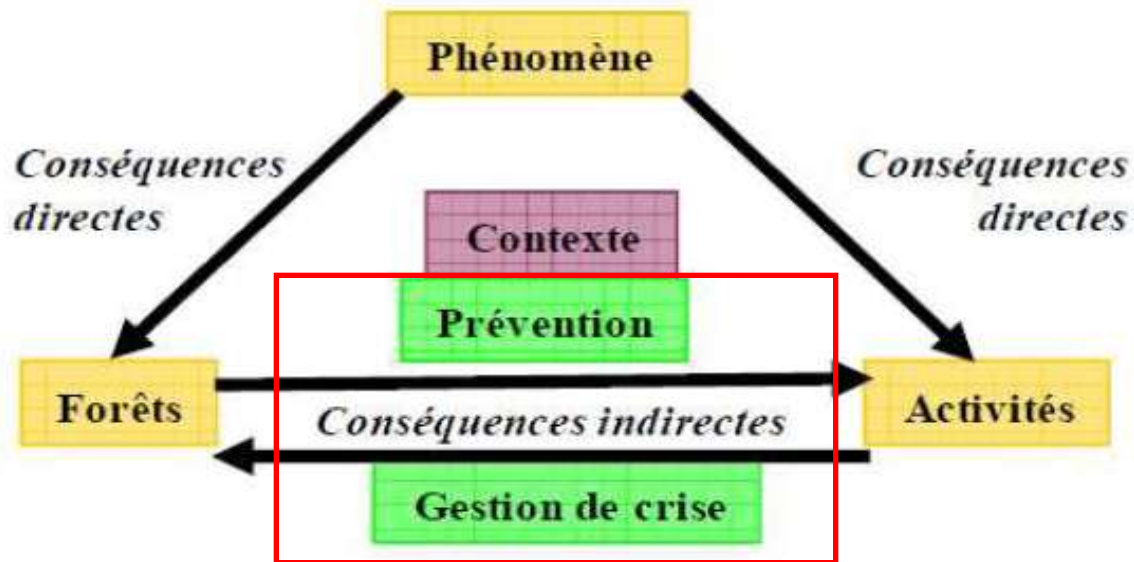 Phénomène
Conséquences
directes
Conséquences
directes
Contexte
Prévention
Forêts
Conséquences indirectes
Activités
Gestion de crise